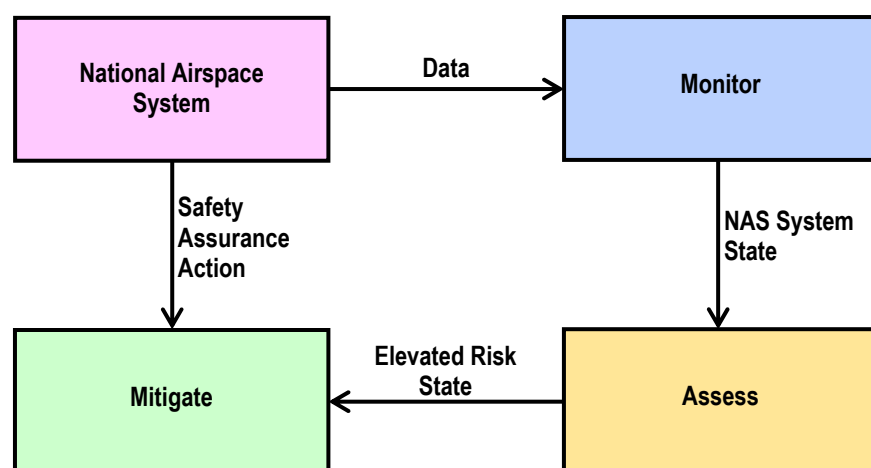 National Airspace
System
Data
Monitor
Safety
Assurance
Action
NAS System
State
Mitigate
Elevated Risk
State
Assess